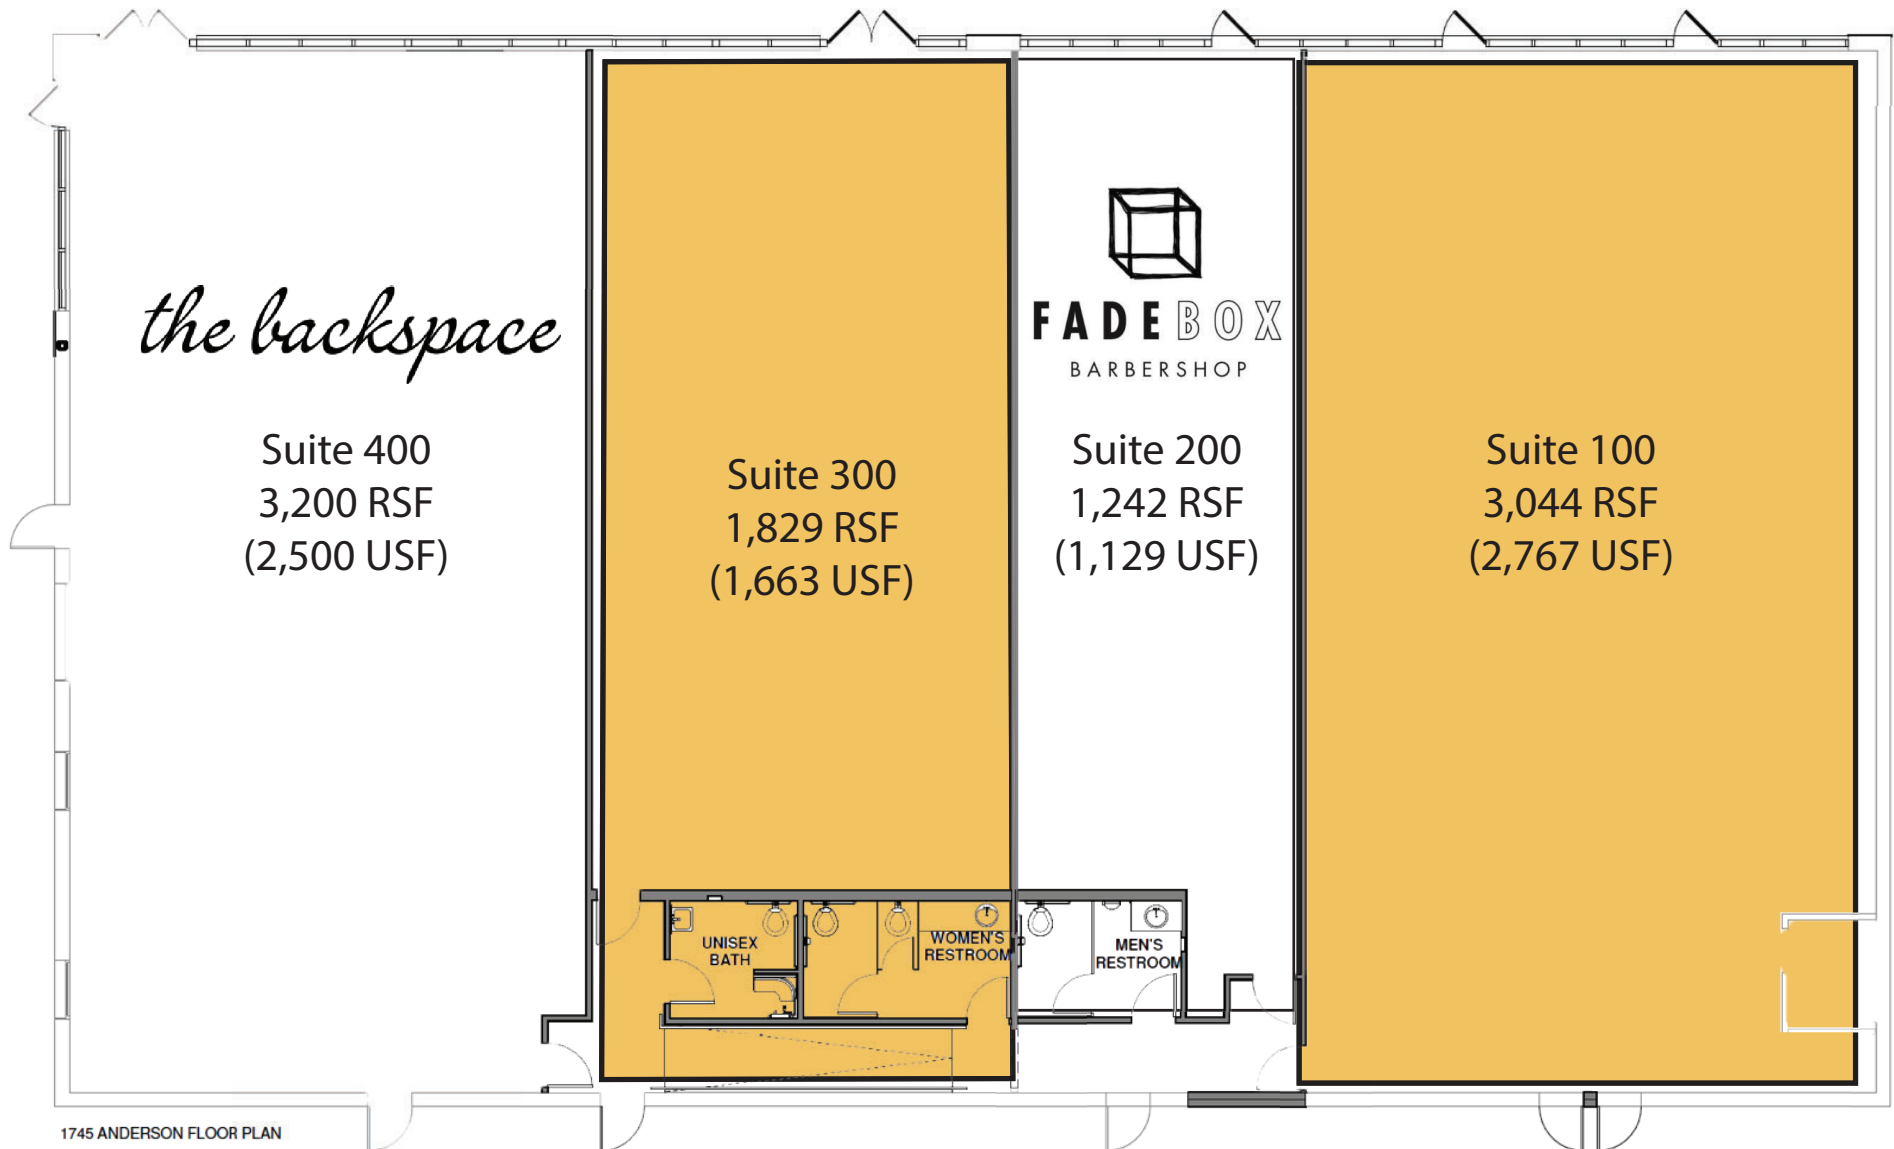 the backspace
Suite 400
3,200 RSF
(2,500 USF)
Suite 300
1,829 RSF
(1,663 USF)
FADEBOX
BARBERSHOP
Suite 200
1,242 RSF
(1,129 USF)
Suite 100
3,044 RSF
(2,767 USF)
UNISEX
BATH
WOMEN'S
RESTROOM
MEN'S
RESTROOM
1745 ANDERSON FLOOR PLAN